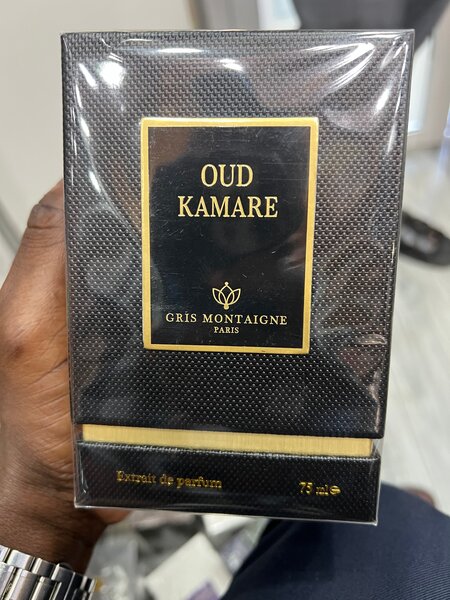 OUD
KAMARE
GRIS MONTAIGNE
PARIS
Extrait de parfum 75 ml ℮